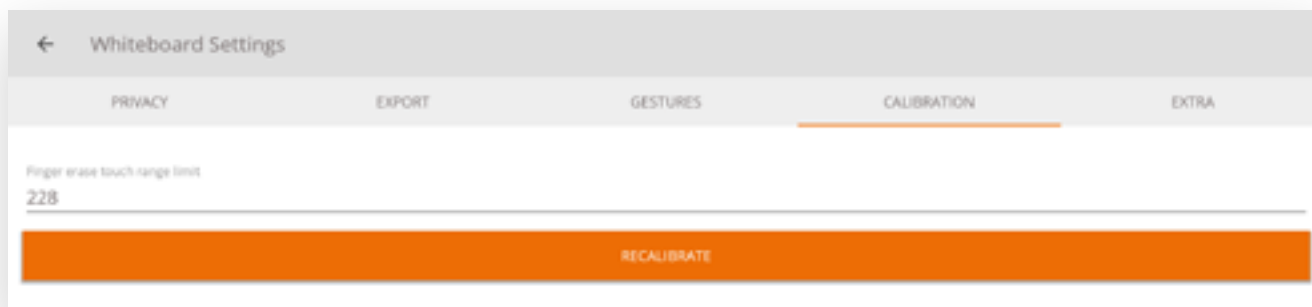 Whiteboard Settings
PRIVACY EXPORT GESTURES CALIBRATION EXTRA
Finger erase touch range limit
228
RECALIBRATE